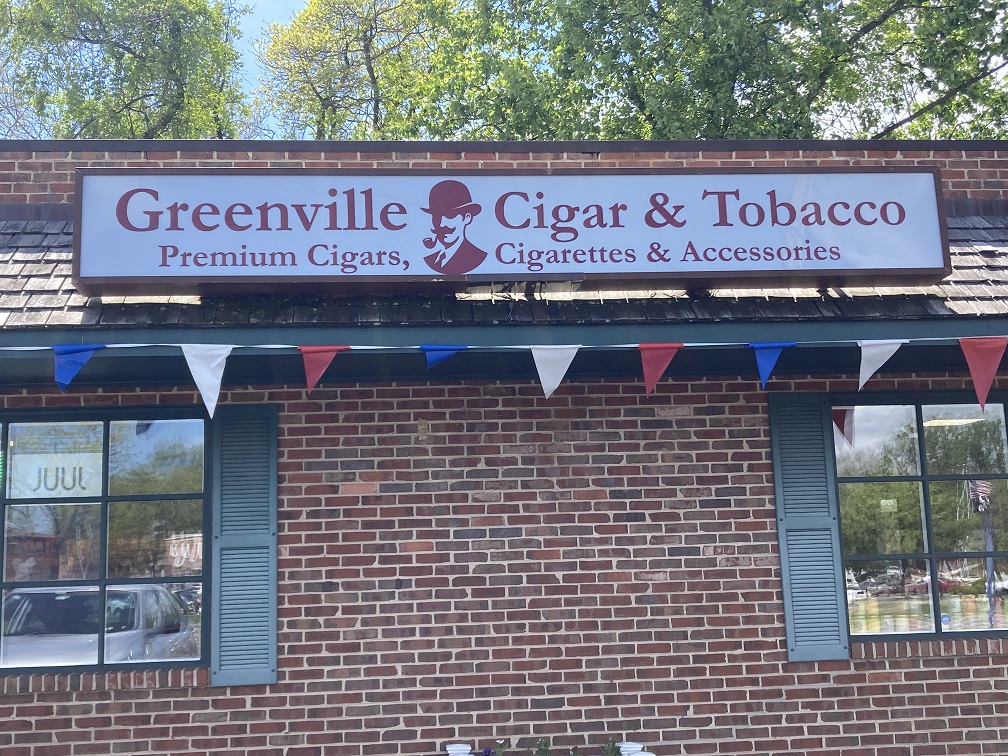 Greenville Cigar & Tobacco
Premium Cigars, Cigarettes & Accessories
JUUL